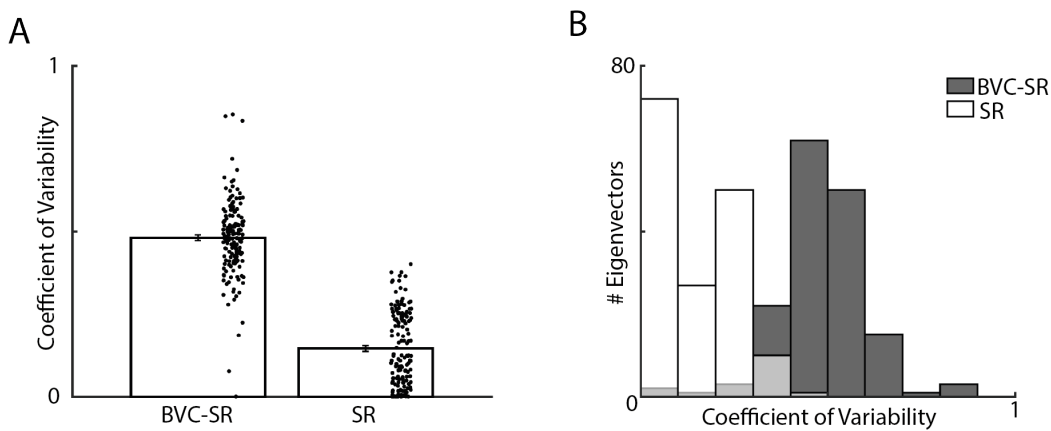 A
1
Coefficient of Variability
0
BVC-SR
SR
B
80
# Eigenvectors
0
Coefficient of Variability
1
BVC-SR
SR